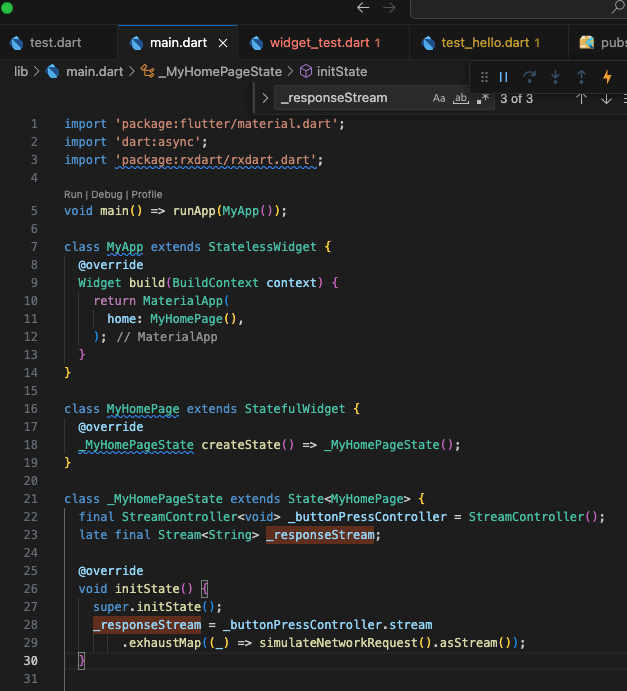 test.dart main.dart widget_test.dart 1 test_hello.dart 1 pubs
lib > main.dart > _MyHomePageState > initState
_responseStream Aa ab .* 3 of 3
1 import 'package:flutter/material.dart';
2 import 'dart:async';
3 import 'package:rxdart/rxdart.dart';
4
Run | Debug | Profile
5 void main() => runApp(MyApp());
6
7 class MyApp extends StatelessWidget {
8 @override
9 Widget build(BuildContext context) {
10 return MaterialApp(
11 home: MyHomePage(),
12 ); // MaterialApp
13 }
14 }
15
16 class MyHomePage extends StatefulWidget {
17 @override
18 _MyHomePageState createState() => _MyHomePageState();
19 }
20
21 class _MyHomePageState extends State<MyHomePage> {
22 final StreamController<void> _buttonPressController = StreamController();
23 late final Stream<String> _responseStream;
24
25 @override
26 void initState() {
27 super.initState();
28 _responseStream = _buttonPressController.stream
29 .exhaustMap((_) => simulateNetworkRequest().asStream());
30 }
31